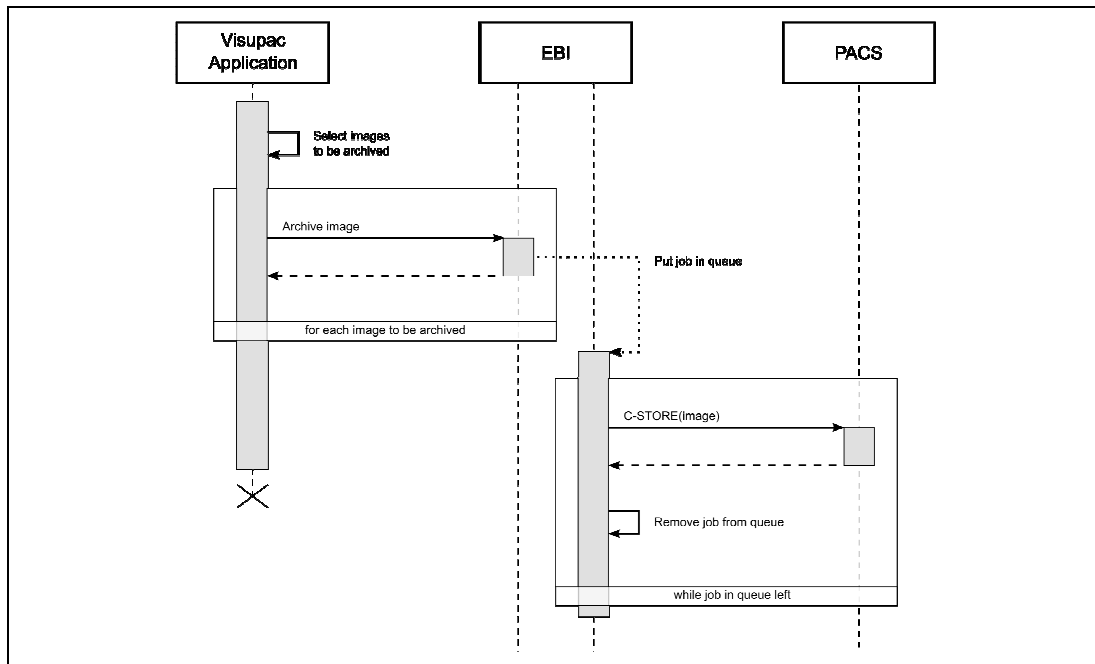 Visupac
Application
EBI
PACS
Select images
to be archived
Archive image
Put job in queue
for each image to be archived
C-STORE(image)
Remove job from queue
while job in queue left